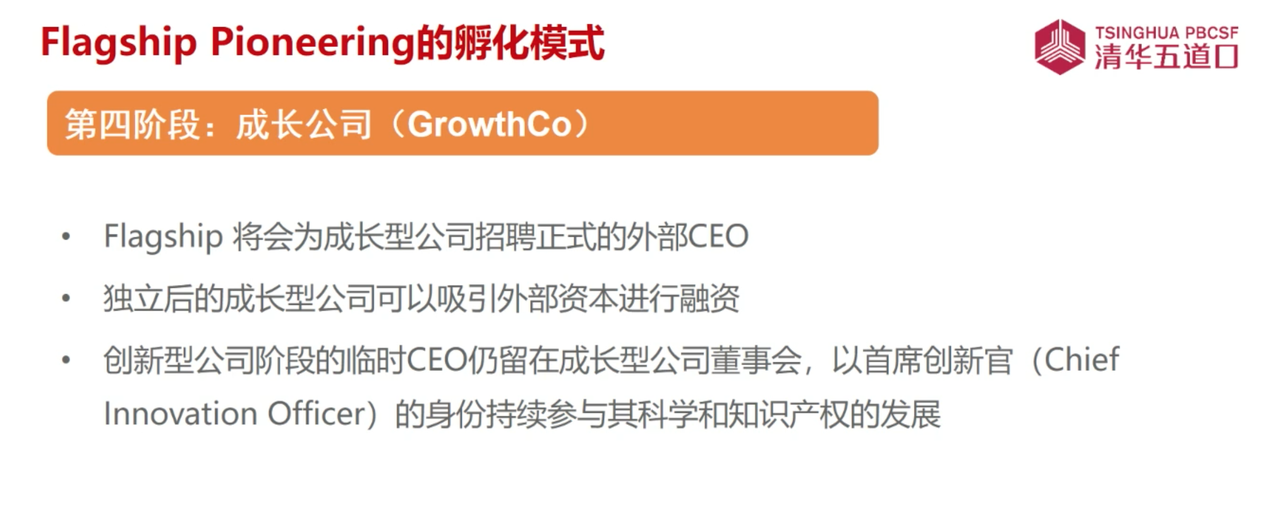 Flagship Pioneering的孵化模式
TSINGHUA PBCSF
清华五道口
第四阶段：成长公司（GrowthCo）
• Flagship 将会为成长型公司招聘正式的外部CEO
• 独立后的成长型公司可以吸引外部资本进行融资
• 创新型公司阶段的临时CEO仍留在成长型公司董事会，以首席创新官（Chief
Innovation Officer）的身份持续参与其科学和知识产权的发展